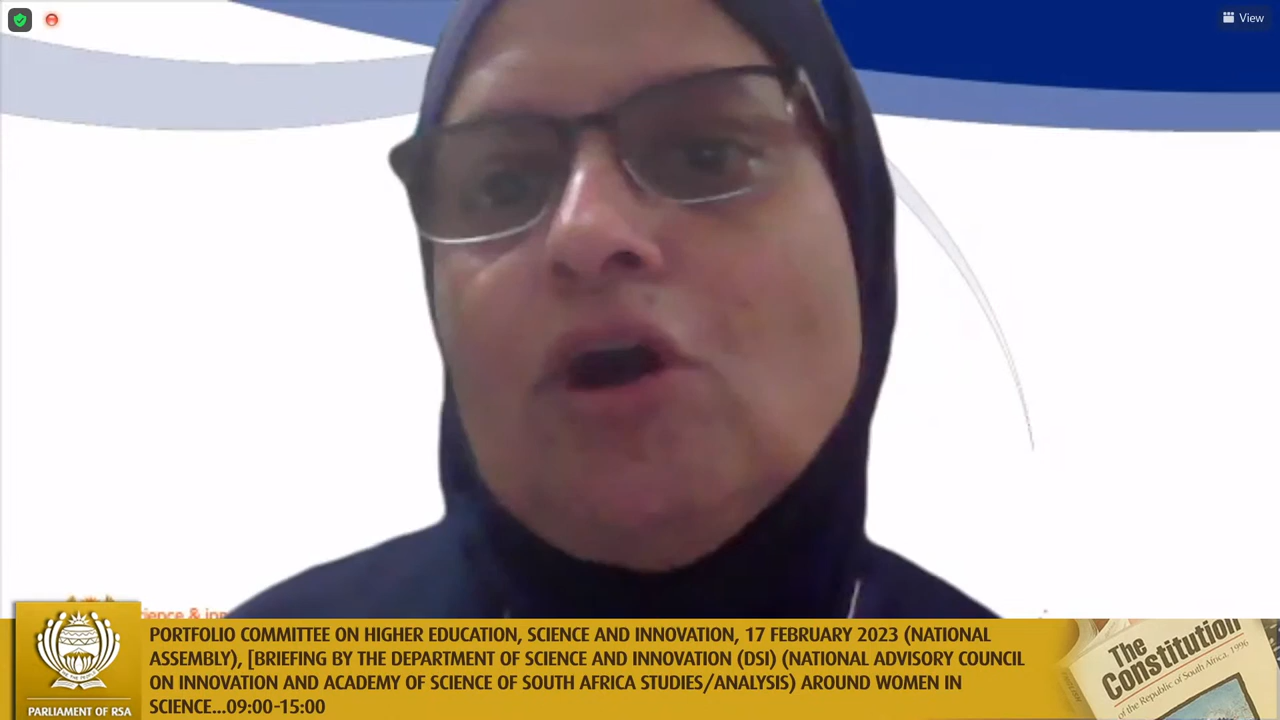 View
science & inn
PORTFOLIO COMMITTEE ON HIGHER EDUCATION, SCIENCE AND INNOVATION, 17 FEBRUARY 2023 (NATIONAL
ASSEMBLY), [BRIEFING BY THE DEPARTMENT OF SCIENCE AND INNOVATION (DSI) (NATIONAL ADVISORY COUNCIL
ON INNOVATION AND ACADEMY OF SCIENCE OF SOUTH AFRICA STUDIES/ANALYSIS) AROUND WOMEN IN
SCIENCE...09:00-15:00
PARLIAMENT OF RSA
The
Constitution
of the Republic of South Africa, 1996